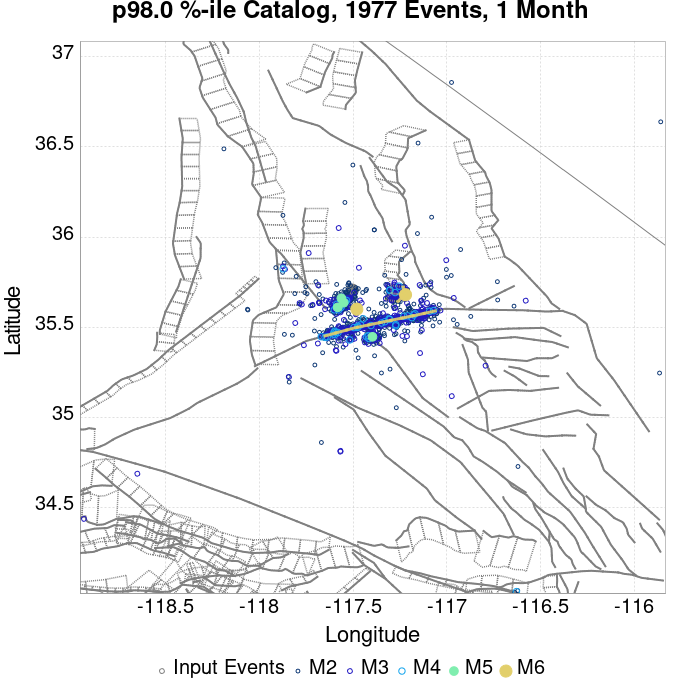 p98.0 %-ile Catalog, 1977 Events, 1 Month
37
36.5
36
35.5
35
34.5
Latitude
-118.5 -118 -117.5 -117 -116.5 -116
Longitude
Input Events M2 M3 M4 M5 M6